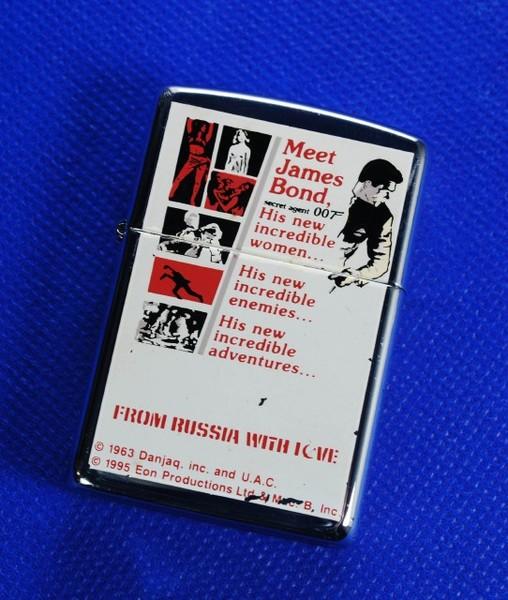 Meet
James
Bond,
secret agent 007
His new
incredible
women...
His new
incredible
enemies...
His new
incredible
adventures...
FROM RUSSIA WITH LOVE
© 1963 Danjaq. inc. and U.A.C.
© 1995 Eon Productions Ltd & Mac. B, Inc.